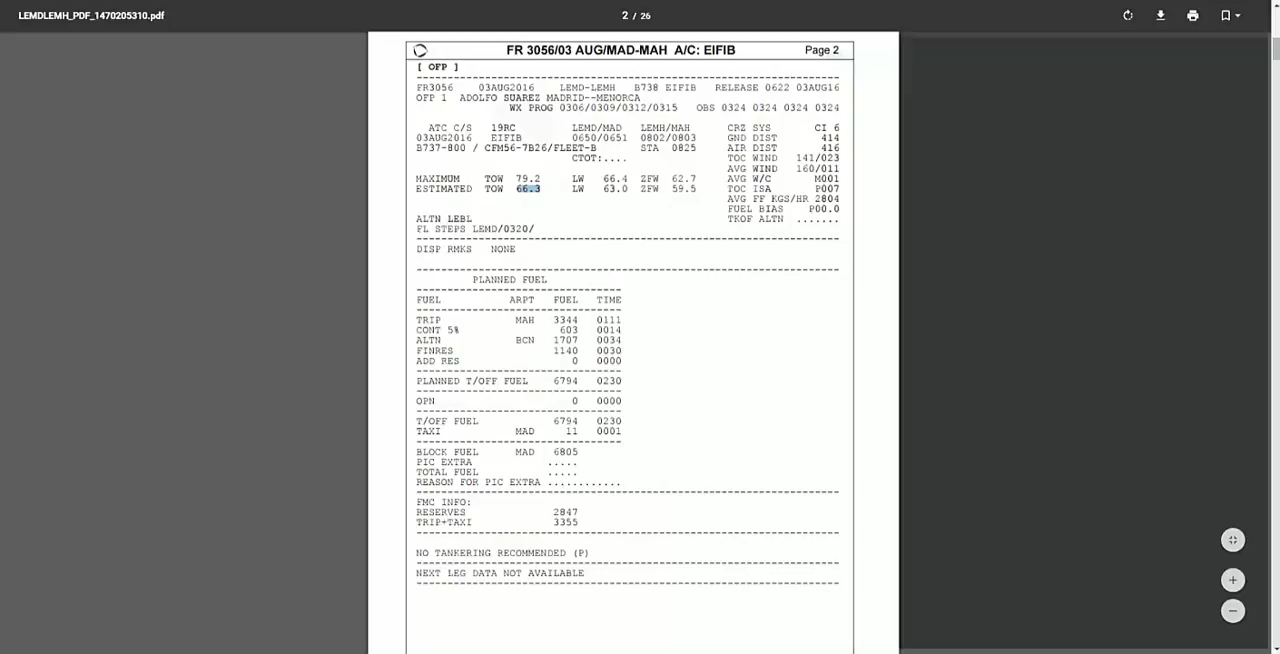 LEMDLEMH_PDF_1470205310.pdf
2 / 26
FR 3056/03 AUG/MAD-MAH A/C: EIFIB Page 2
[ OFP ]
FR3056 03AUG2016 LEMD-LEMH B738 EIFIB RELEASE 0622 03AUG16
OFP 1 ADOLFO SUAREZ MADRID--MENORCA
WX PROG 0306/0309/0312/0315 OBS 0324 0324 0324 0324
ATC C/S 19RC LEMD/MAD LEMH/MAH CRZ SYS CI 6
03AUG2016 EIFIB 0650/0651 0802/0803 GND DIST 414
B737-800 / CFM56-7B26/FLEET-B STA 0825 AIR DIST 416
CTOT:.... TOC WIND 141/023
AVG WIND 160/011
MAXIMUM TOW 79.2 LW 66.4 ZFW 62.7 AVG W/C M001
ESTIMATED TOW 66.3 LW 63.0 ZFW 59.5 TOC ISA P007
AVG FF KGS/HR 2804
FUEL BIAS P00.0
ALTN LEBL TKOF ALTN .......
FL STEPS LEMD/0320/
DISP RMKS NONE
PLANNED FUEL
FUEL ARPT FUEL TIME
TRIP MAH 3344 0111
CONT 5% 603 0014
ALTN BCN 1707 0034
FINRES 1140 0030
ADD RES 0 0000
PLANNED T/OFF FUEL 6794 0230
OPN 0 0000
T/OFF FUEL 6794 0230
TAXI MAD 11 0001
BLOCK FUEL MAD 6805
PIC EXTRA .....
TOTAL FUEL .....
REASON FOR PIC EXTRA ............
FMC INFO:
RESERVES 2847
TRIP+TAXI 3355
NO TANKERING RECOMMENDED (P)
NEXT LEG DATA NOT AVAILABLE